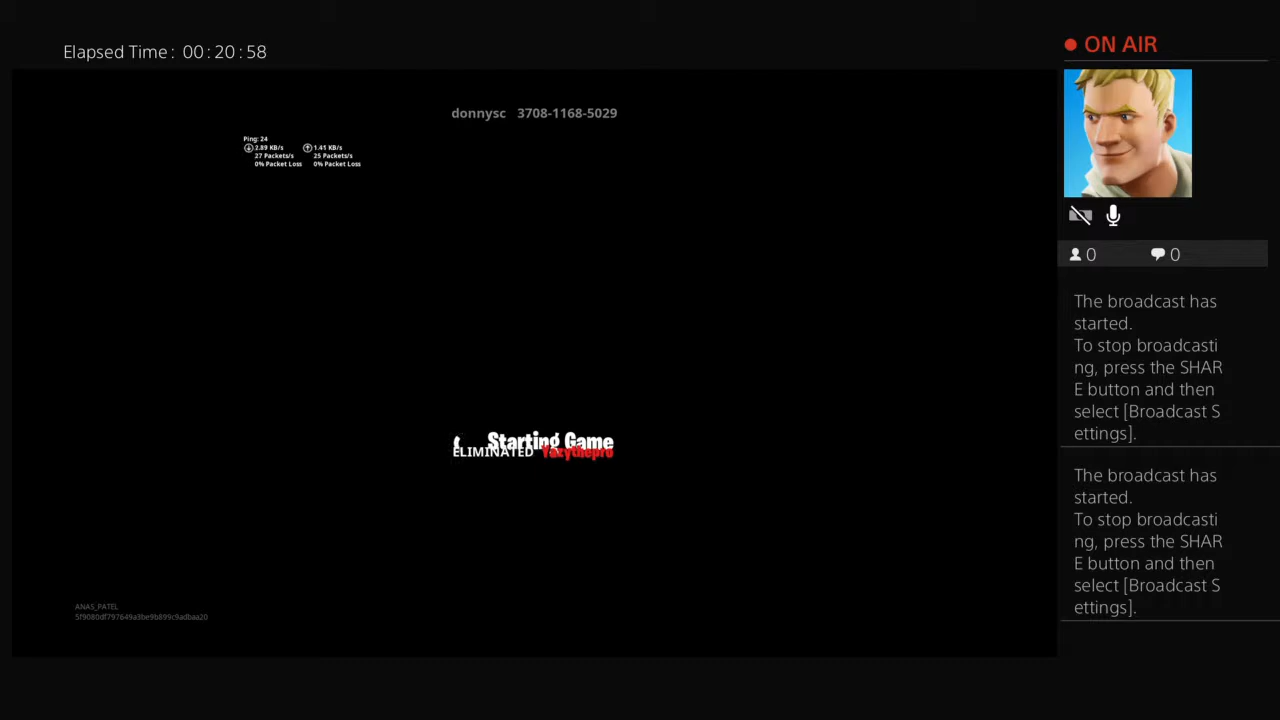 Elapsed Time: 00:20:58
ON AIR
donnysc 3708-1168-5029
Ping: 24
2.89 KB/s 1.41 KB/s
27 Packets/s 25 Packets/s
0% Packet Loss 0% Packet Loss
0 0
The broadcast has
started.
To stop broadcasti
ng, press the SHAR
E button and then
select [Broadcast S
ettings].
Starting Game
ELIMINATED Yazythepro
The broadcast has
started.
To stop broadcasti
ng, press the SHAR
E button and then
select [Broadcast S
ettings].
ANAS_PATEL
5f9080df797649a3be9b899c9adbaa20